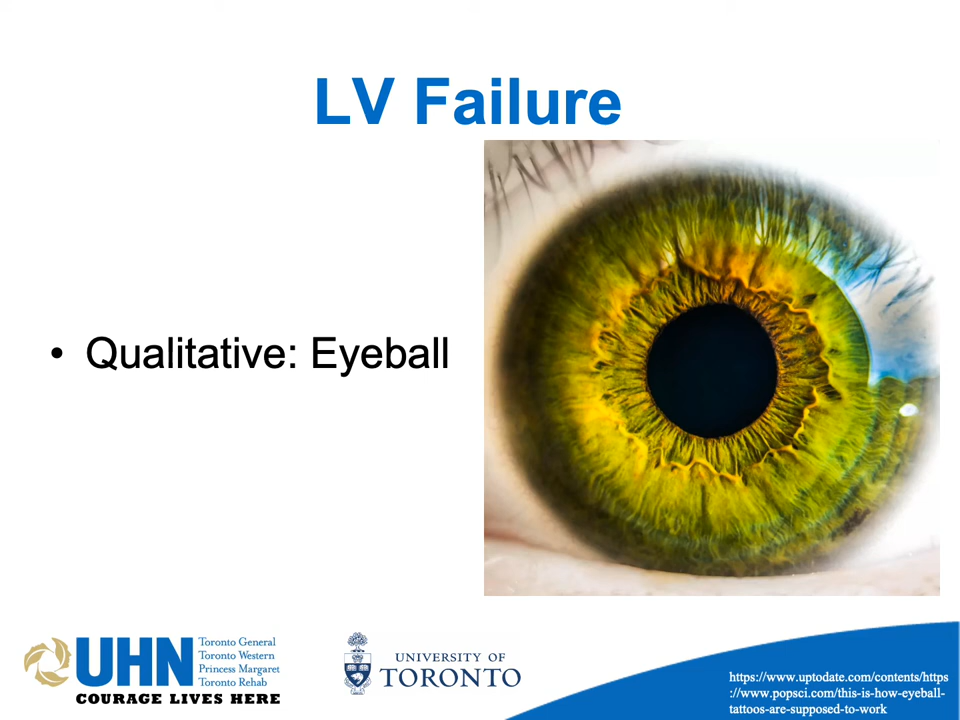 LV Failure
• Qualitative: Eyeball
UHN
Toronto General
Toronto Western
Princess Margaret
Toronto Rehab
COURAGE LIVES HERE
UNIVERSITY OF
TORONTO
https://www.uptodate.com/contents/https
://www.popsci.com/this-is-how-eyeball-
tattoos-are-supposed-to-work